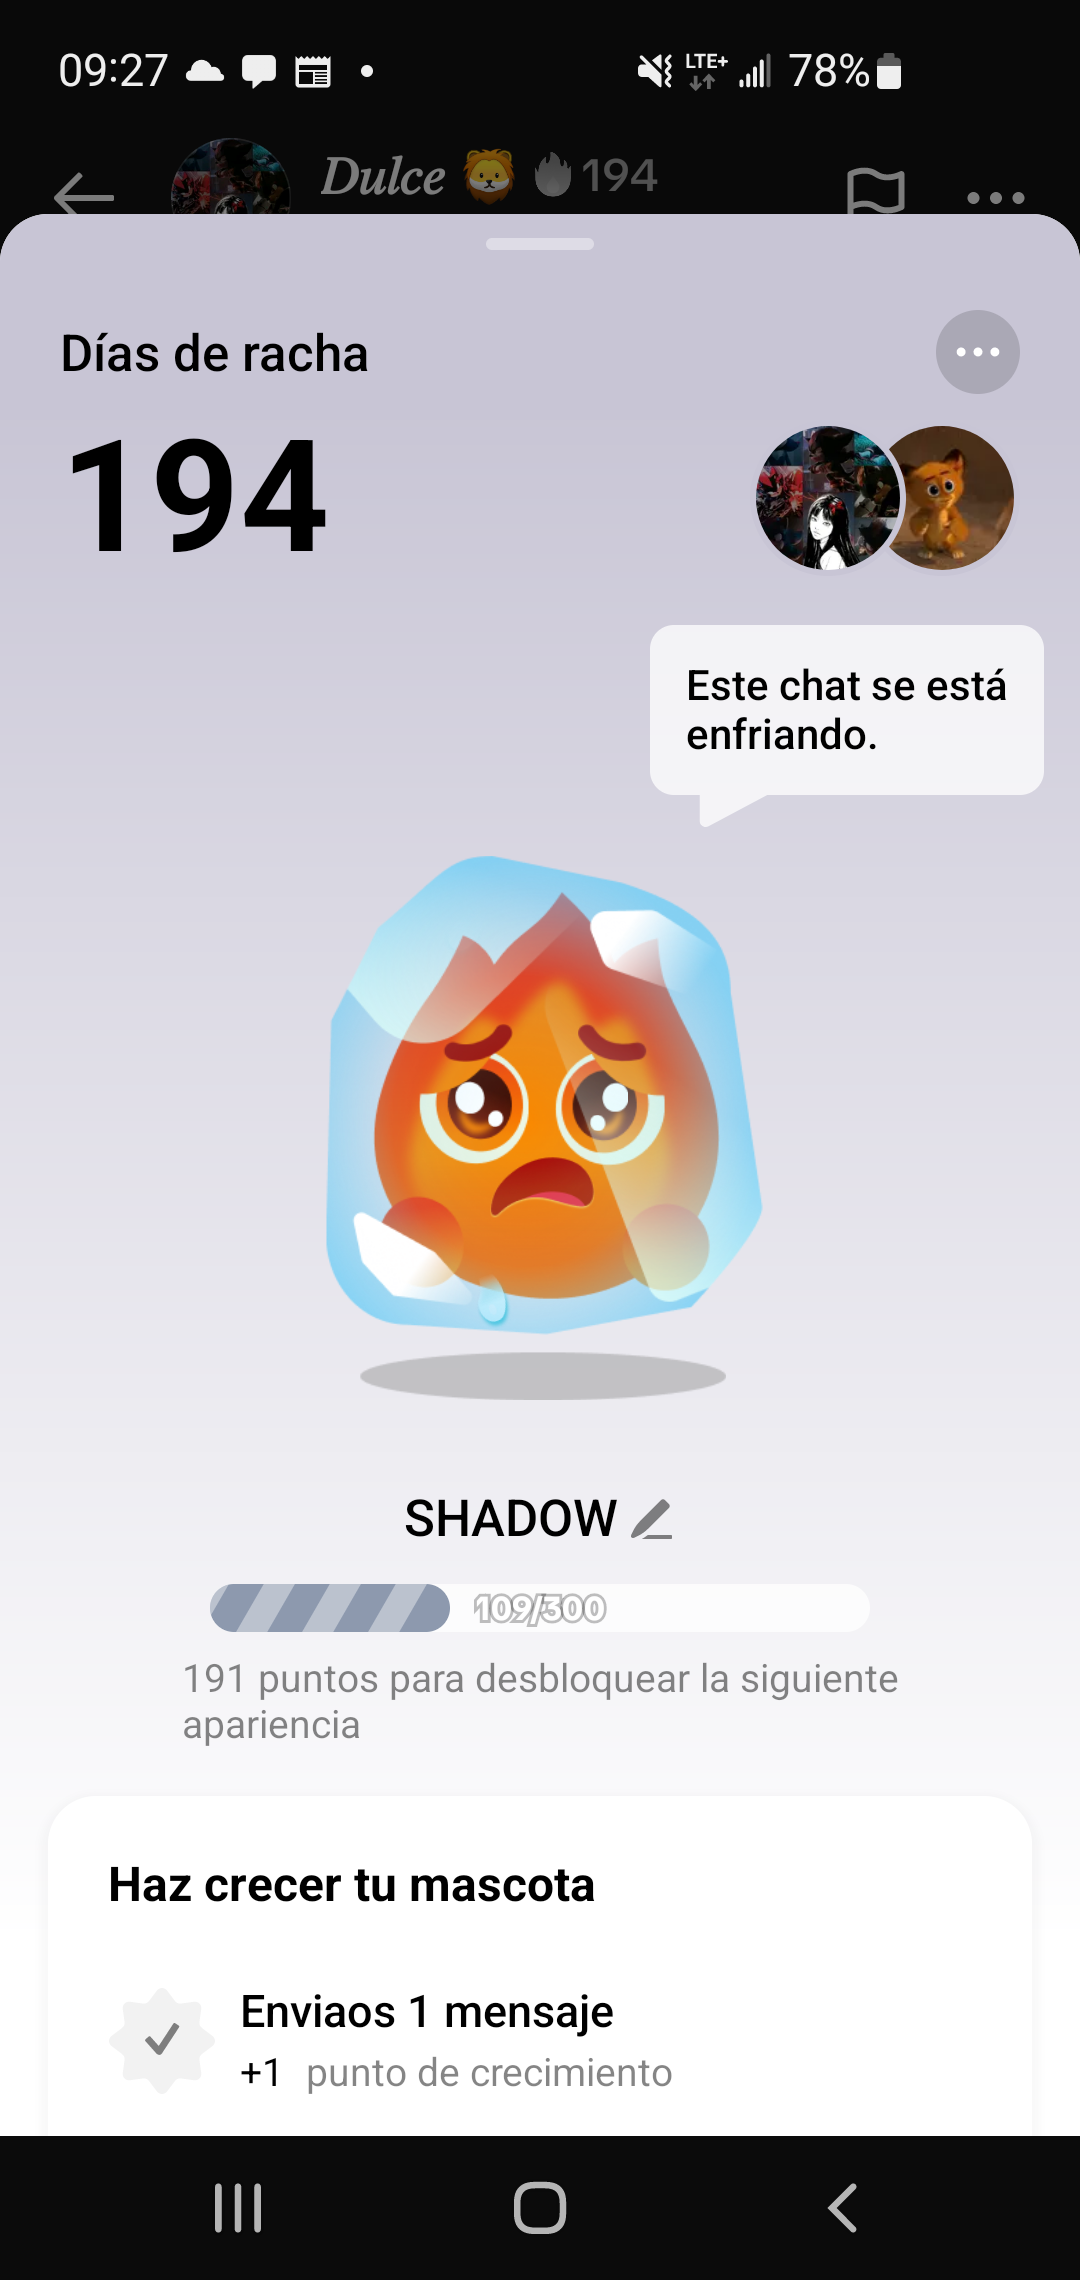 09:27
LTE+
78%
Dulce 🦁 194
Días de racha
194
Este chat se está
enfriando.
SHADOW
109/300
191 puntos para desbloquear la siguiente
apariencia
Haz crecer tu mascota
Enviaos 1 mensaje
+1 punto de crecimiento